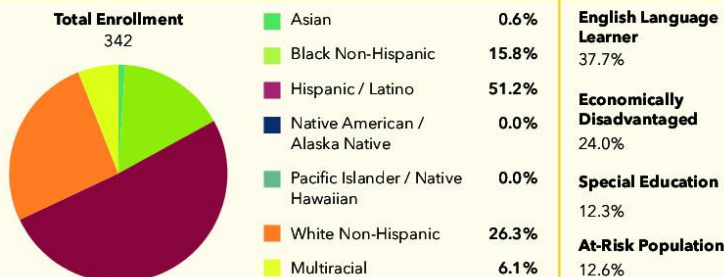 Total Enrollment
342
Asian 0.6%
Black Non-Hispanic 15.8%
Hispanic / Latino 51.2%
Native American / 0.0%
Alaska Native
Pacific Islander / Native 0.0%
Hawaiian
White Non-Hispanic 26.3%
Multiracial 6.1%
English Language
Learner
37.7%
Economically
Disadvantaged
24.0%
Special Education
12.3%
At-Risk Population
12.6%